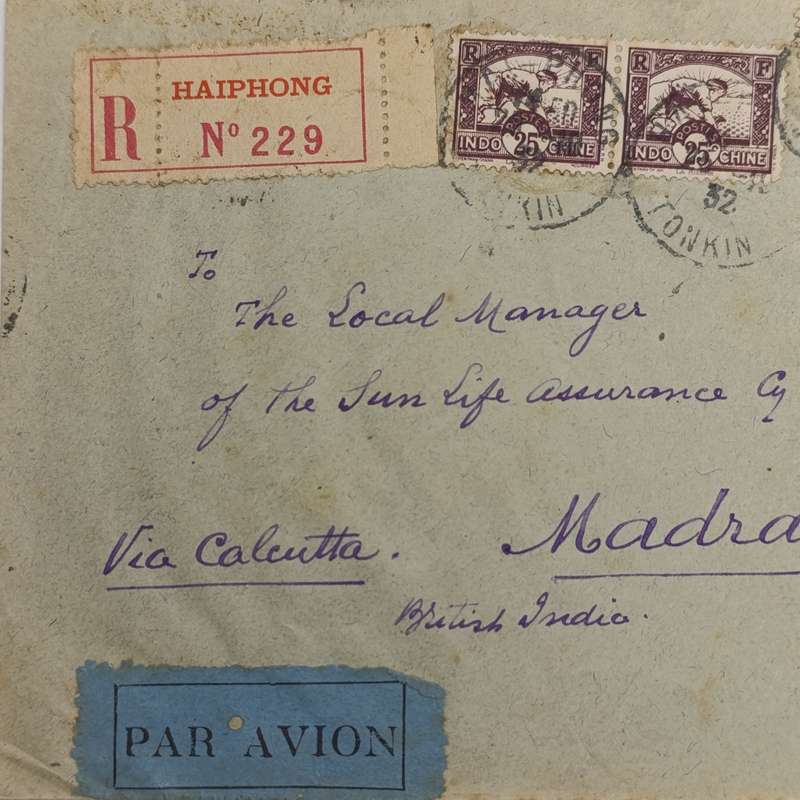 R
HAIPHONG
Nº 229
R F
POSTES
25ᶜ
INDO CHINE
R F
POSTES
25ᶜ
INDO CHINE
32
TONKIN
To
The Local Manager
of the Sun Life Assurance Cy
Via Calcutta.
Madra
British India.
PAR AVION